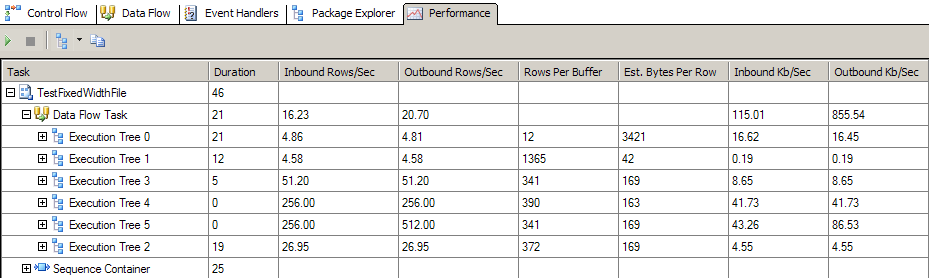 Control Flow Data Flow Event Handlers Package Explorer Performance
Task Duration Inbound Rows/Sec Outbound Rows/Sec Rows Per Buffer Est. Bytes Per Row Inbound Kb/Sec Outbound Kb/Sec
TestFixedWidthFile 46
Data Flow Task 21 16.23 20.70 115.01 855.54
Execution Tree 0 21 4.86 4.81 12 3421 16.62 16.45
Execution Tree 1 12 4.58 4.58 1365 42 0.19 0.19
Execution Tree 3 5 51.20 51.20 341 169 8.65 8.65
Execution Tree 4 0 256.00 256.00 390 163 41.73 41.73
Execution Tree 5 0 256.00 512.00 341 169 43.26 86.53
Execution Tree 2 19 26.95 26.95 372 169 4.55 4.55
Sequence Container 25